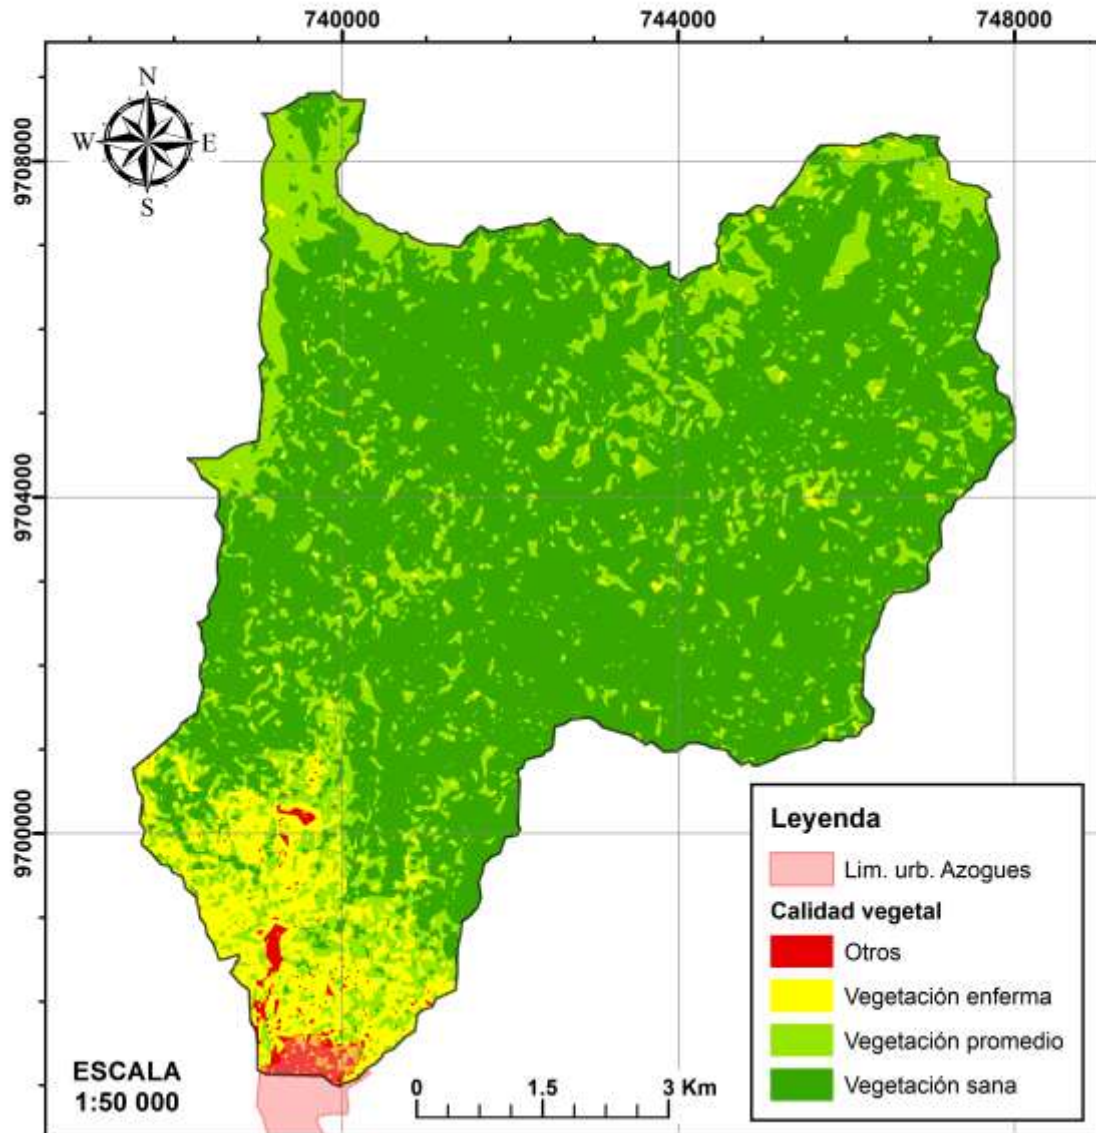 740000 744000 748000
N
W E
S
9708000
9704000
9700000
Leyenda
Lim. urb. Azogues
Calidad vegetal
Otros
Vegetación enferma
Vegetación promedio
Vegetación sana
ESCALA
1:50 000
0 1.5 3 Km